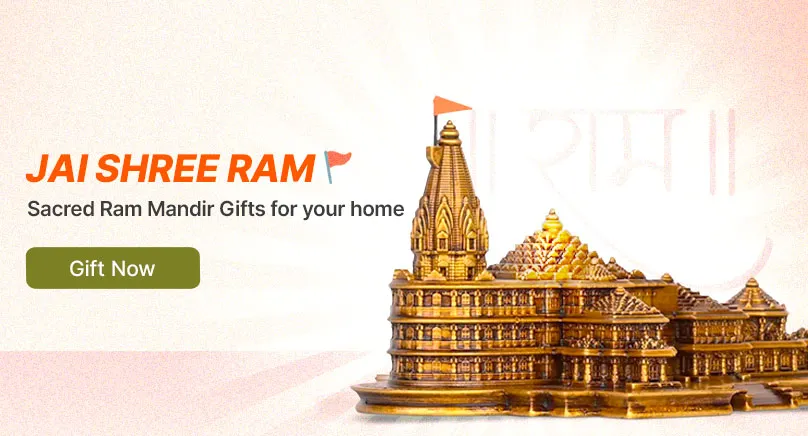 JAI SHREE RAM
Sacred Ram Mandir Gifts for your home
Gift Now
॥ राम ॥